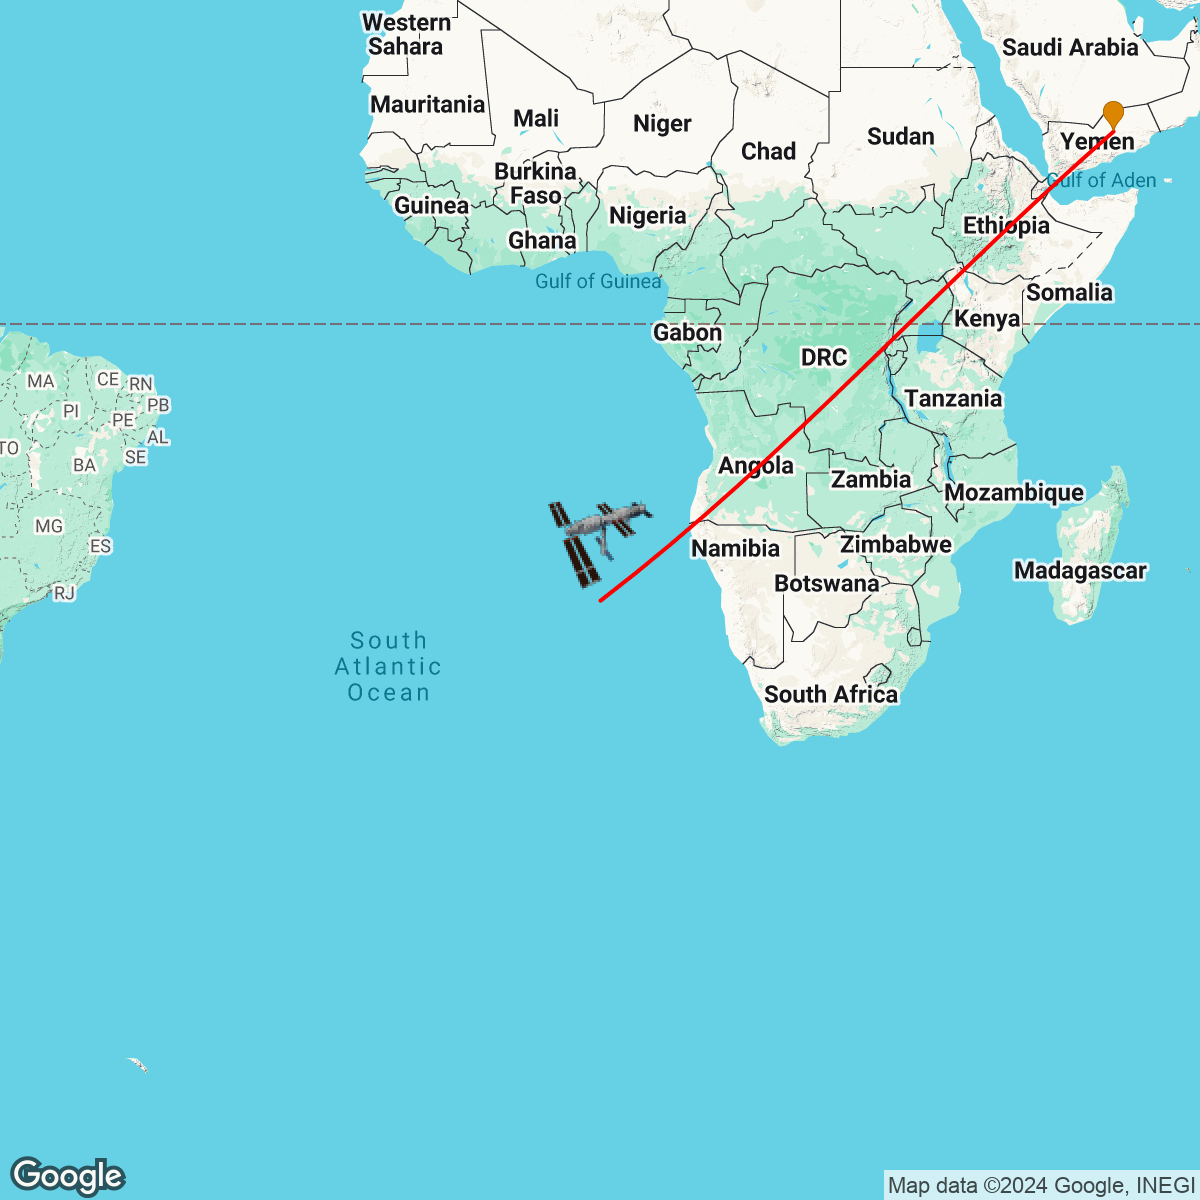 Western
Sahara
Saudi Arabia
Mauritania
Mali
Niger
Chad
Sudan
Yemen
Burkina
Faso
Gulf of Aden
Guinea
Nigeria
Ethiopia
Ghana
Gulf of Guinea
Somalia
Kenya
Gabon
DRC
MA
CE
RN
PB
PI
PE
AL
TO
BA
SE
Tanzania
Angola
Zambia
Mozambique
MG
ES
RJ
Namibia
Zimbabwe
Botswana
Madagascar
South
Atlantic
Ocean
South Africa
Google
Map data ©2024 Google, INEGI